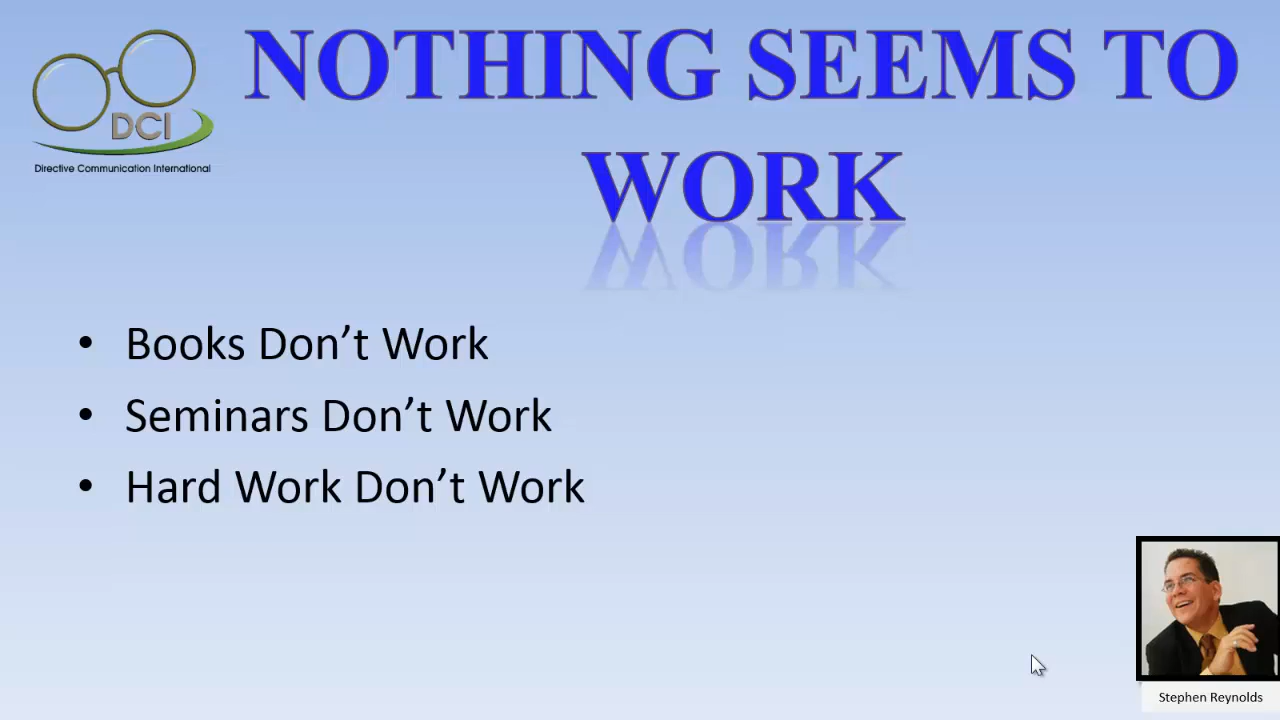 NOTHING SEEMS TO
WORK
DCI
Directive Communication International
• Books Don’t Work
• Seminars Don’t Work
• Hard Work Don’t Work
Stephen Reynolds